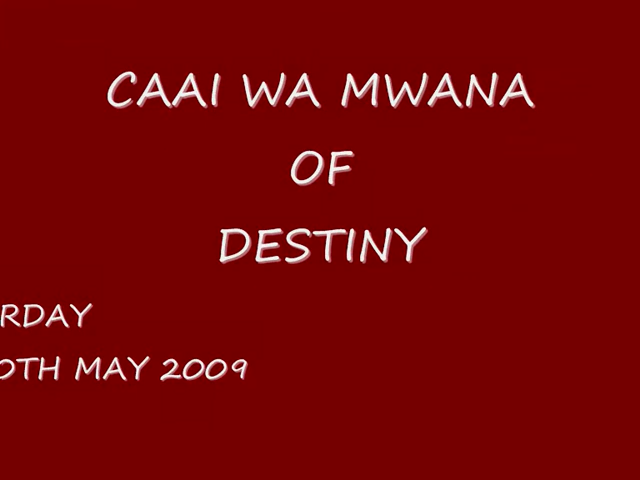 CAAI WA MWANA
OF
DESTINY
RDAY
0TH MAY 2009